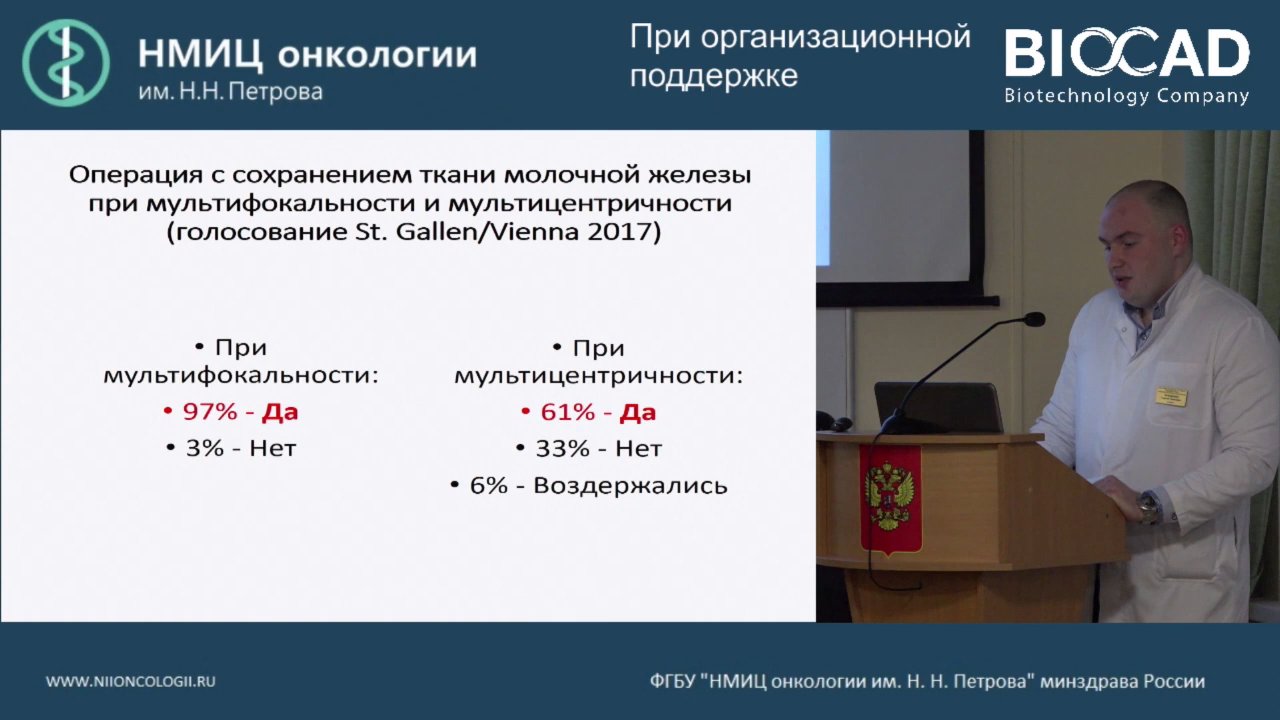 НМИЦ онкологии
им. Н.Н. Петрова
При организационной
поддержке
BIOCAD
Biotechnology Company
Операция с сохранением ткани молочной железы
при мультифокальности и мультицентричности
(голосование St. Gallen/Vienna 2017)
• При
мультифокальности:
• 97% - Да
• 3% - Нет
• При
мультицентричности:
• 61% - Да
• 33% - Нет
• 6% - Воздержались
WWW.NIIONCOLOGII.RU
ФГБУ "НМИЦ онкологии им. Н. Н. Петрова" минздрава России